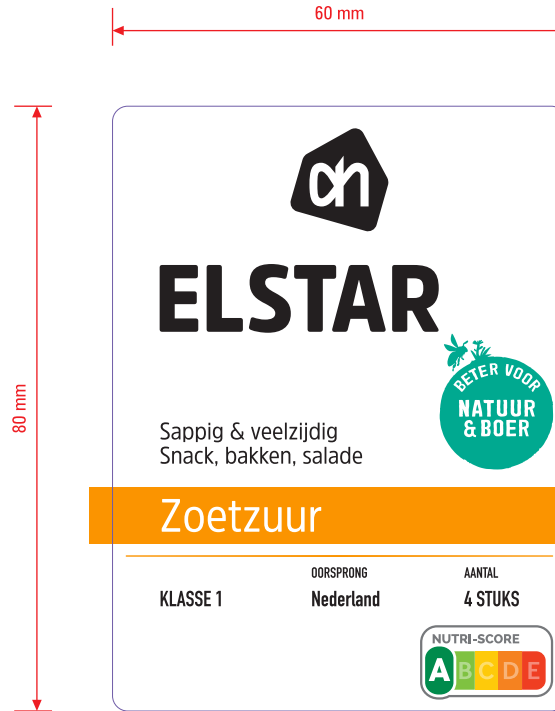 60 mm
80 mm
ah
ELSTAR
BETER VOOR
NATUUR
& BOER
Sappig & veelzijdig
Snack, bakken, salade
Zoetzuur
OORSPRONG AANTAL
KLASSE 1 Nederland 4 STUKS
NUTRI-SCORE
A B C D E